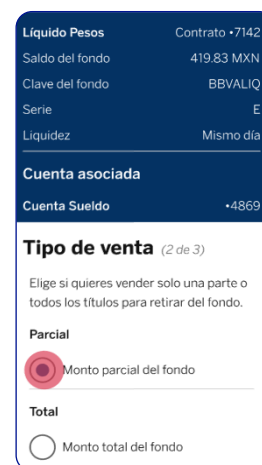 Líquido Pesos Contrato •7142
Saldo del fondo 419.83 MXN
Clave del fondo BBVALIQ
Serie E
Liquidez Mismo día
Cuenta asociada
Cuenta Sueldo •4869
Tipo de venta (2 de 3)
Elige si quieres vender solo una parte o
todos los títulos para retirar del fondo.
Parcial
Monto parcial del fondo
Total
Monto total del fondo